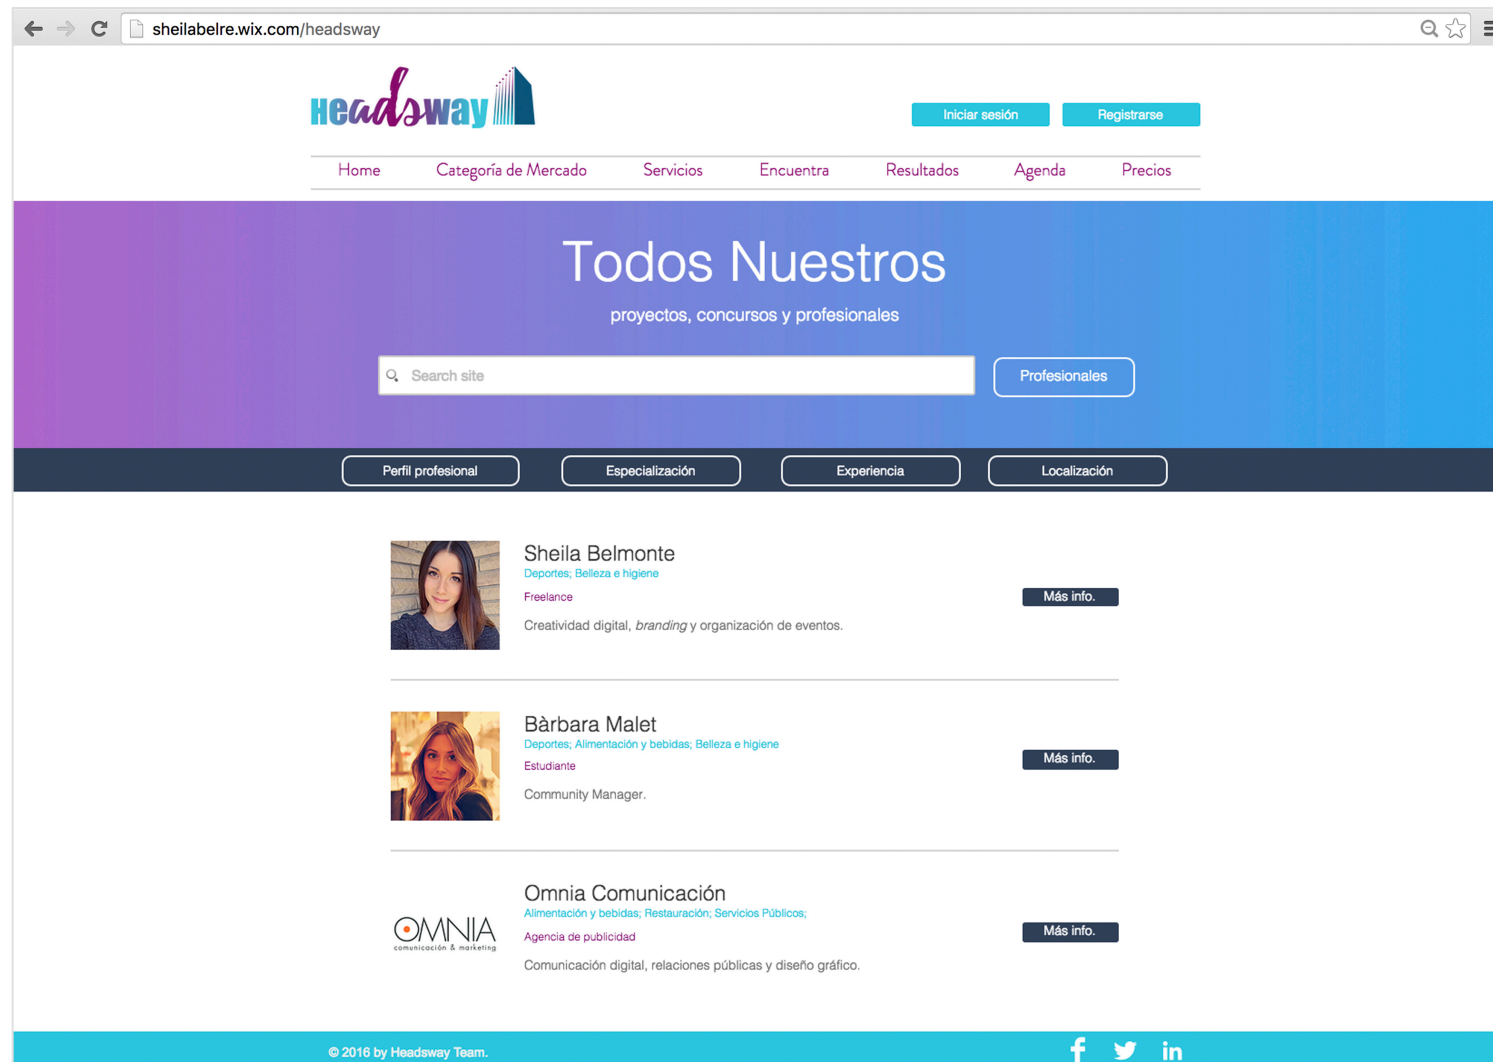 sheilabelre.wix.com/headsway
Headsway
Iniciar sesión
Registrarse
Home
Categoría de Mercado
Servicios
Encuentra
Resultados
Agenda
Precios
Todos Nuestros
proyectos, concursos y profesionales
Search site
Profesionales
Perfil profesional
Especialización
Experiencia
Localización
Sheila Belmonte
Deportes; Belleza e higiene
Freelance
Más info.
Creatividad digital, branding y organización de eventos.
Bàrbara Malet
Deportes; Alimentación y bebidas; Belleza e higiene
Más info.
Estudiante
Community Manager.
OMNIA
comunicación & marketing
Omnia Comunicación
Alimentación y bebidas; Restauración; Servicios Públicos;
Agencia de publicidad
Más info.
Comunicación digital, relaciones públicas y diseño gráfico.
© 2016 by Headsway Team.
f
in